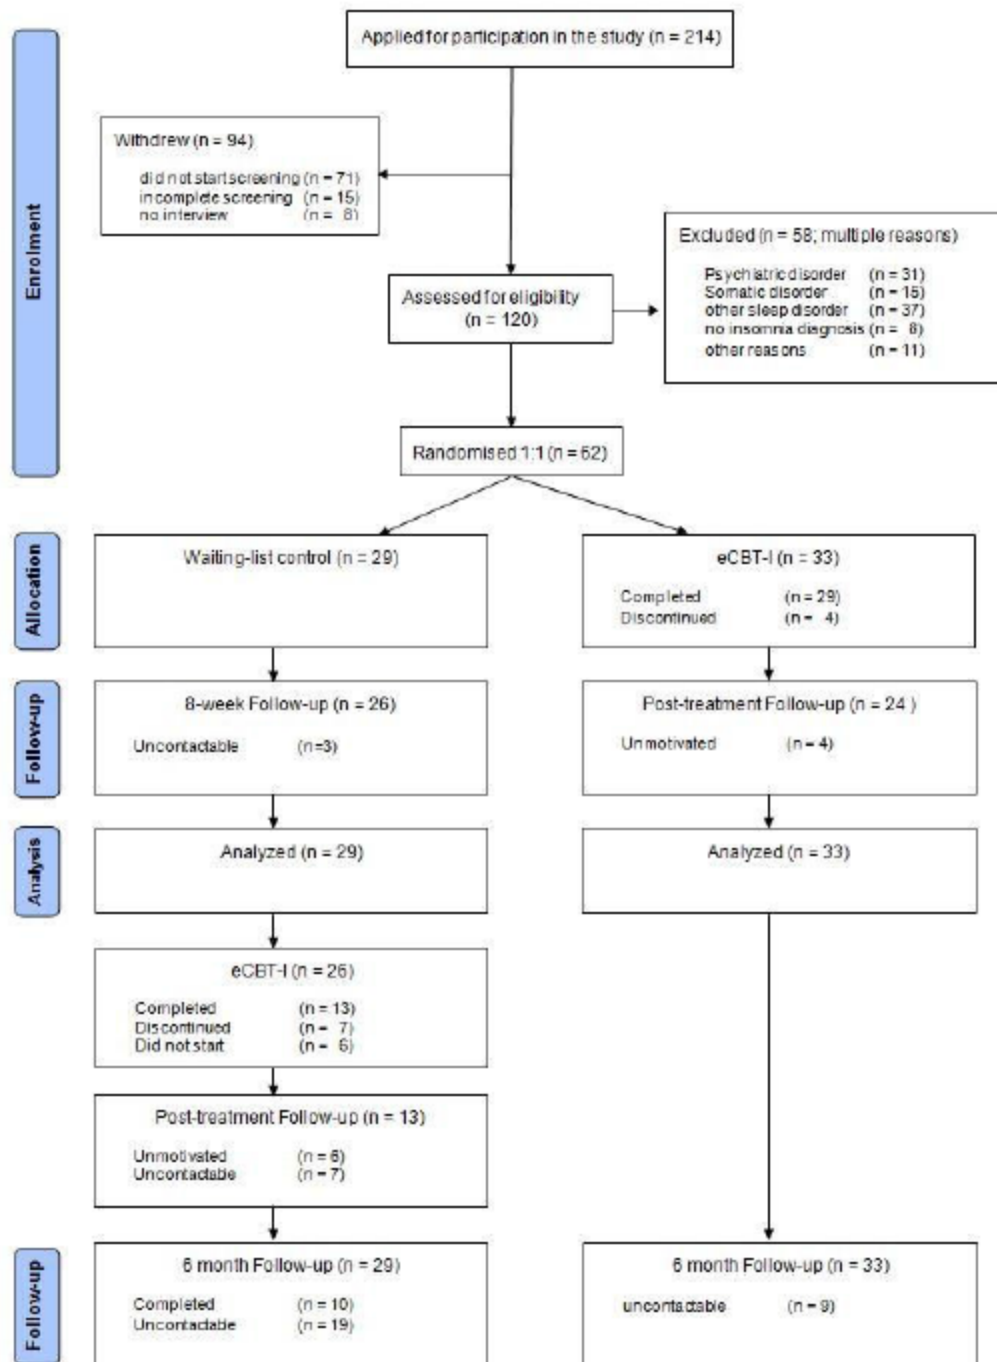 Applied for participation in the study (n = 214)
Withdrew (n = 94)
did not start screening (n = 71)
incomplete screening (n = 15)
no interview (n = 8)
Excluded (n = 58; multiple reasons)
Psychiatric disorder (n = 31)
Somatic disorder (n = 15)
other sleep disorder (n = 37)
no insomnia diagnosis (n = 8)
other reasons (n = 11)
Assessed for eligibility
(n = 120)
Randomised 1:1 (n = 62)
Enrolment
Waiting-list control (n = 29)
eCBT-I (n = 33)
Completed (n = 29)
Discontinued (n = 4)
Allocation
8-week Follow-up (n = 26)
Uncontactable (n=3)
Post-treatment Follow-up (n = 24 )
Unmotivated (n = 4)
Follow-up
Analyzed (n = 29)
Analyzed (n = 33)
Analysis
eCBT-I (n = 26)
Completed (n = 13)
Discontinued (n = 7)
Did not start (n = 6)
Post-treatment Follow-up (n = 13)
Unmotivated (n = 6)
Uncontactable (n = 7)
6 month Follow-up (n = 29)
Completed (n = 10)
Uncontactable (n = 19)
6 month Follow-up (n = 33)
uncontactable (n = 9)
Follow-up